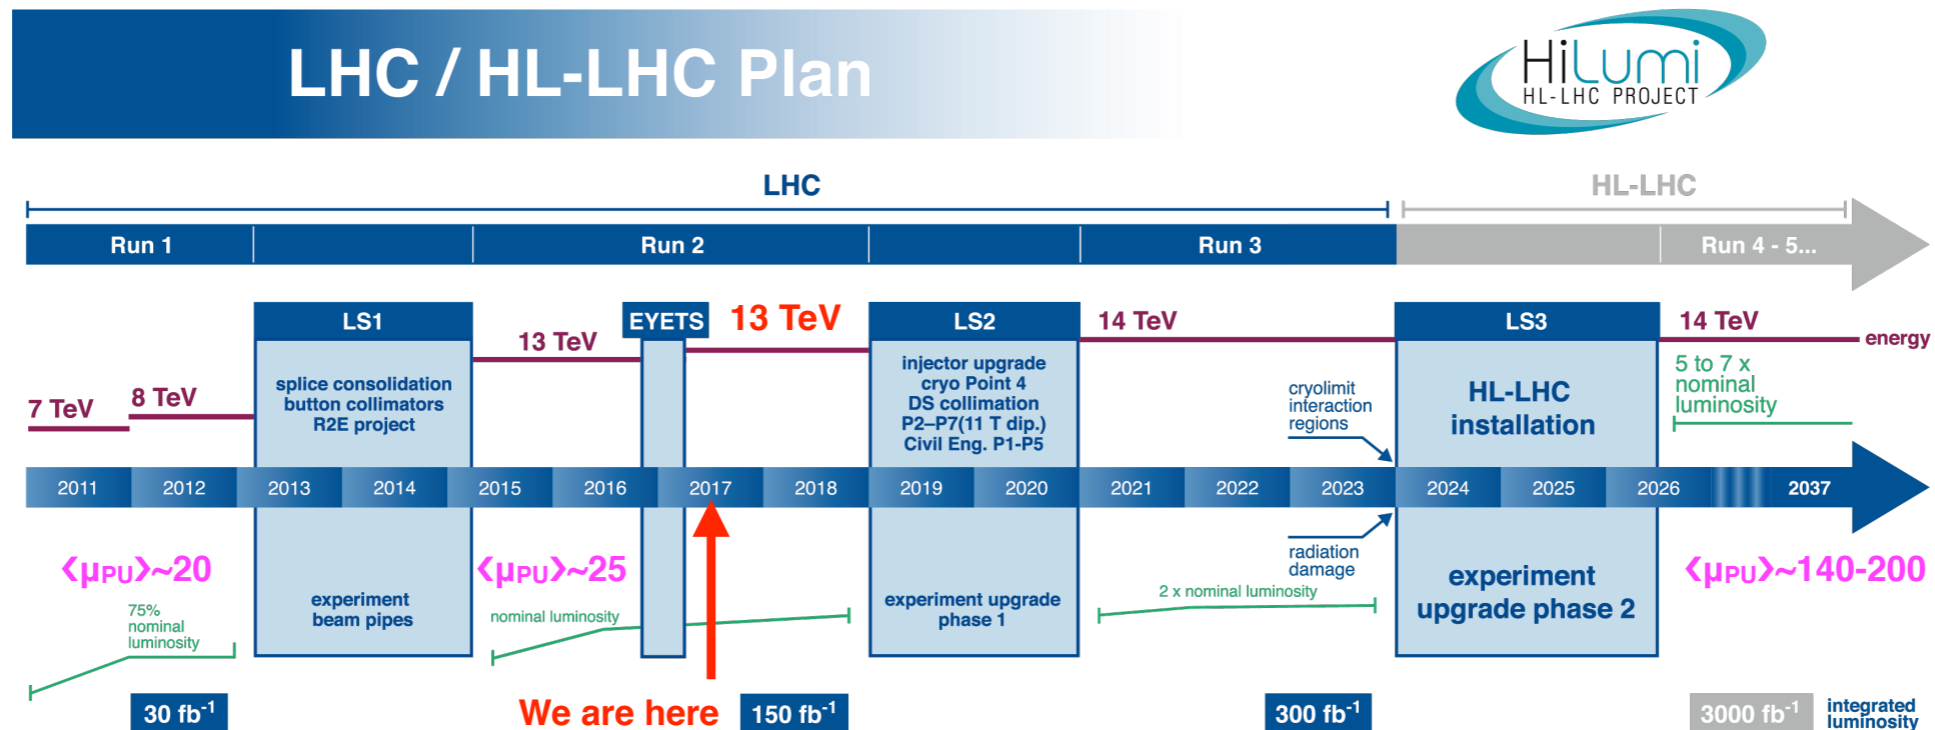 LHC / HL-LHC Plan
HiLumi
HL-LHC PROJECT
LHC
HL-LHC
Run 1
Run 2
Run 3
Run 4 - 5...
LS1
EYETS
13 TeV
LS2
14 TeV
LS3
14 TeV
energy
13 TeV
splice consolidation
button collimators
R2E project
injector upgrade
cryo Point 4
DS collimation
P2–P7(11 T dip.)
Civil Eng. P1-P5
cryolimit
interaction
regions
HL-LHC
installation
5 to 7 x
nominal
luminosity
7 TeV
8 TeV
2011
2012
2013
2014
2015
2016
2017
2018
2019
2020
2021
2022
2023
2024
2025
2026
2037
‹μPU›~20
‹μPU›~25
‹μPU›~140-200
radiation
damage
75%
nominal
luminosity
experiment
beam pipes
nominal luminosity
experiment upgrade
phase 1
2 x nominal luminosity
experiment
upgrade phase 2
30 fb⁻¹
We are here
150 fb⁻¹
300 fb⁻¹
3000 fb⁻¹
integrated
luminosity